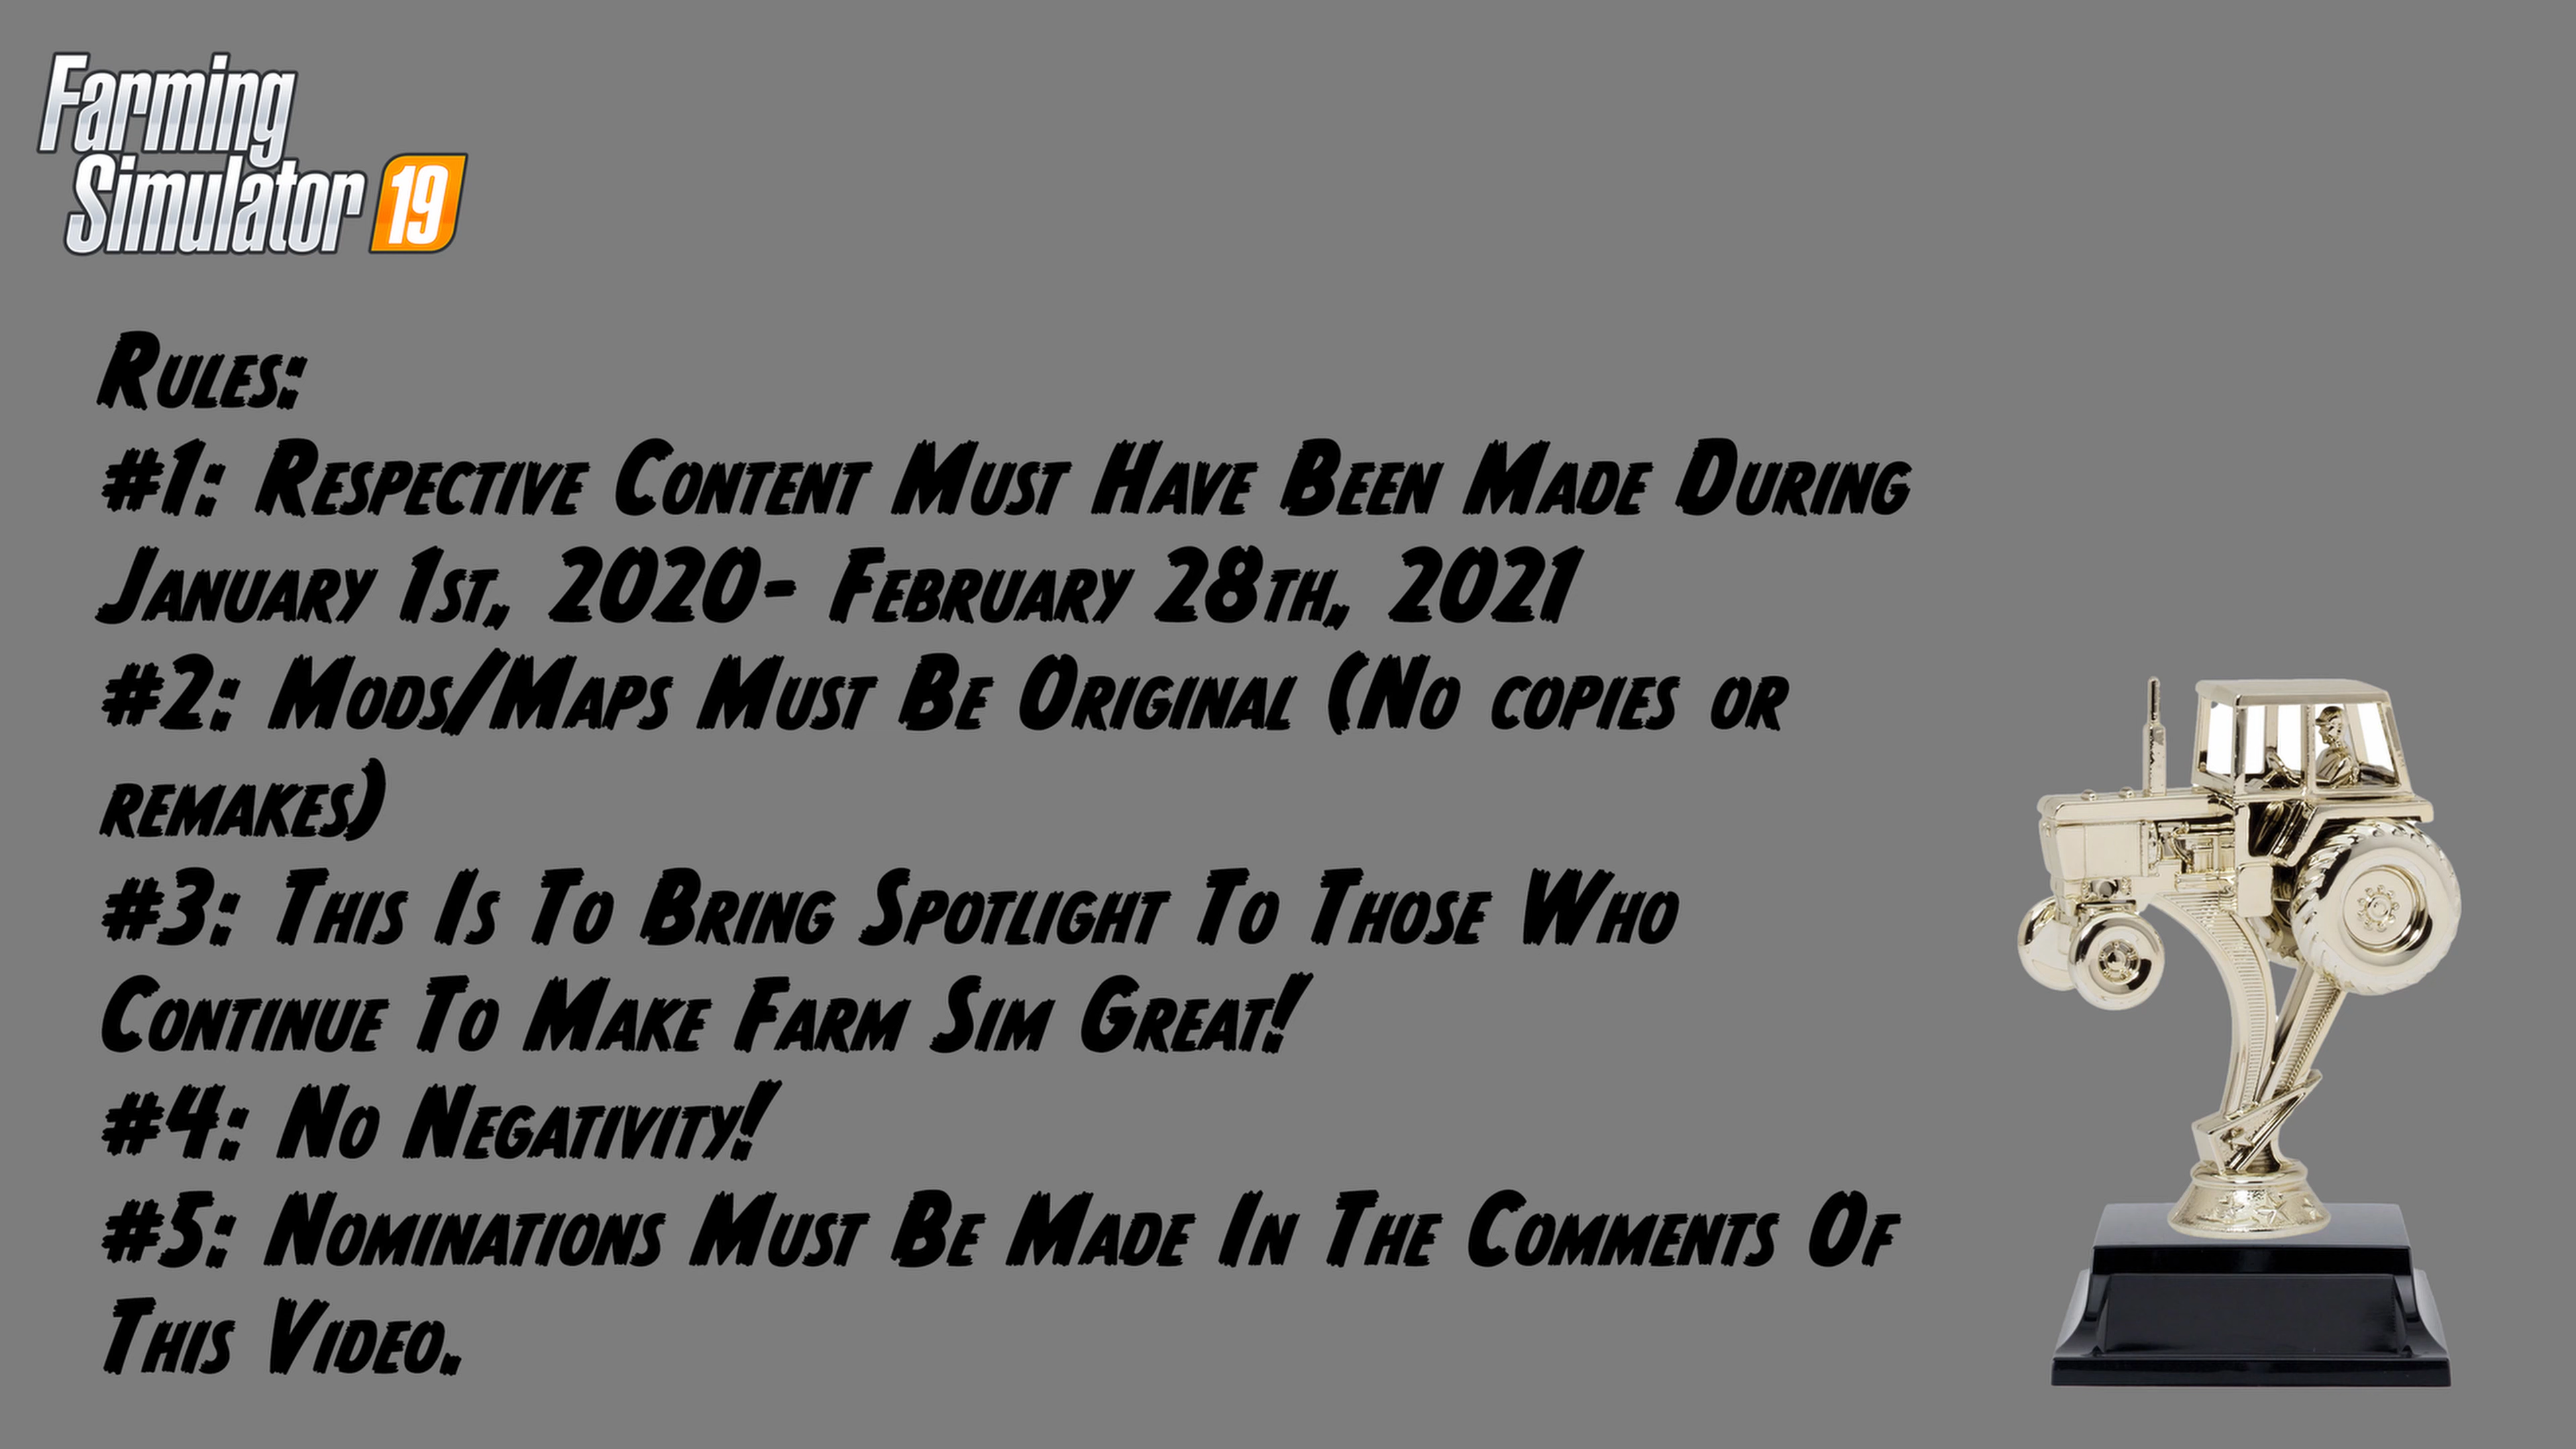 Farming
Simulator 19
Rules:
#1: Respective Content Must Have Been Made During
January 1st, 2020- February 28th, 2021
#2: Mods/Maps Must Be Original (No copies or
remakes)
#3: This Is To Bring Spotlight To Those Who
Continue To Make Farm Sim Great!
#4: No Negativity!
#5: Nominations Must Be Made In The Comments Of
This Video.